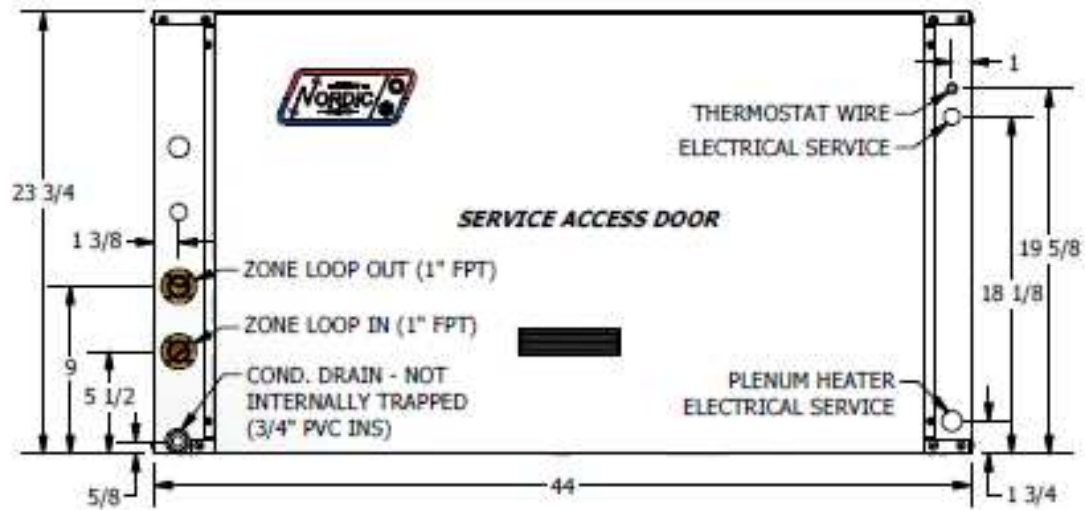 1
NORDIC
THERMOSTAT WIRE
ELECTRICAL SERVICE
23 3/4
SERVICE ACCESS DOOR
1 3/8
19 5/8
ZONE LOOP OUT (1" FPT)
18 1/8
ZONE LOOP IN (1" FPT)
9
5 1/2
COND. DRAIN - NOT
INTERNALLY TRAPPED
(3/4" PVC INS)
PLENUM HEATER
ELECTRICAL SERVICE
44
5/8
1 3/4